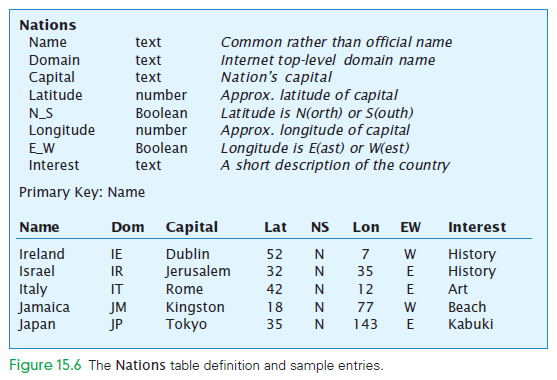 Nations
Name text Common rather than official name
Domain text Internet top-level domain name
Capital text Nation's capital
Latitude number Approx. latitude of capital
N_S Boolean Latitude is N(orth) or S(outh)
Longitude number Approx. longitude of capital
E_W Boolean Longitude is E(ast) or W(est)
Interest text A short description of the country
Primary Key: Name
Name Dom Capital Lat NS Lon EW Interest
Ireland IE Dublin 52 N 7 W History
Israel IR Jerusalem 32 N 35 E History
Italy IT Rome 42 N 12 E Art
Jamaica JM Kingston 18 N 77 W Beach
Japan JP Tokyo 35 N 143 E Kabuki
Figure 15.6 The Nations table definition and sample entries.